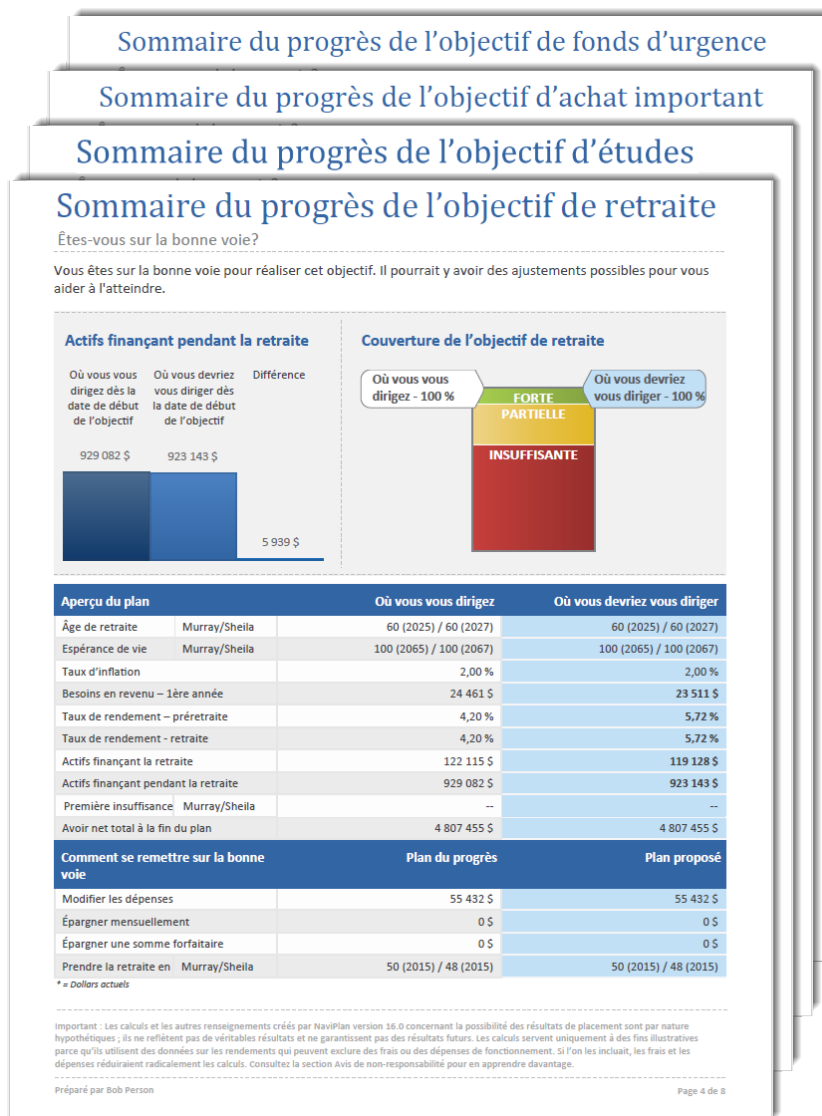 Sommaire du progrès de l’objectif de fonds d’urgence
Sommaire du progrès de l’objectif d’achat important
Sommaire du progrès de l’objectif d’études
Sommaire du progrès de l’objectif de retraite
Êtes-vous sur la bonne voie?
Vous êtes sur la bonne voie pour réaliser cet objectif. Il pourrait y avoir des ajustements possibles pour vous
aider à l'atteindre.
Actifs finançant pendant la retraite
Où vous vous
dirigez dès la
date de début
de l’objectif
Où vous devriez
vous diriger dès
la date de début
de l’objectif
Différence
929 082 $
923 143 $
5 939 $
Couverture de l’objectif de retraite
Où vous vous
dirigez - 100 %
Où vous devriez
vous diriger - 100 %
FORTE
PARTIELLE
INSUFFISANTE
Aperçu du plan Où vous vous dirigez Où vous devriez vous diriger
Âge de retraite Murray/Sheila 60 (2025) / 60 (2027) 60 (2025) / 60 (2027)
Espérance de vie Murray/Sheila 100 (2065) / 100 (2067) 100 (2065) / 100 (2067)
Taux d’inflation 2,00 % 2,00 %
Besoins en revenu – 1ère année 24 461 $ 23 511 $
Taux de rendement – préretraite 4,20 % 5,72 %
Taux de rendement - retraite 4,20 % 5,72 %
Actifs finançant la retraite 122 115 $ 119 128 $
Actifs finançant pendant la retraite 929 082 $ 923 143 $
Première insuffisance Murray/Sheila -- --
Avoir net total à la fin du plan 4 807 455 $ 4 807 455 $
Comment se remettre sur la bonne Plan du progrès Plan proposé
voie
Modifier les dépenses 55 432 $ 55 432 $
Épargner mensuellement 0 $ 0 $
Épargner une somme forfaitaire 0 $ 0 $
Prendre la retraite en Murray/Sheila 50 (2015) / 48 (2015) 50 (2015) / 48 (2015)
* = Dollars actuels
Important : Les calculs et les autres renseignements créés par NaviPlan version 16.0 concernant la possibilité des résultats de placement sont par nature
hypothétiques ; ils ne reflètent pas de véritables résultats et ne garantissent pas des résultats futurs. Les calculs servent uniquement à des fins illustratives
parce qu'ils utilisent des données sur les rendements qui peuvent exclure des frais ou des dépenses de fonctionnement. Si l'on les incluait, les frais et les
dépenses réduiraient radicalement les calculs. Consultez la section Avis de non-responsabilité pour en apprendre davantage.
Préparé par Bob Person Page 4 de 8